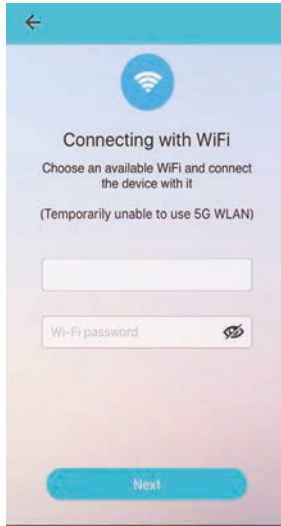 Connecting with WiFi
Choose an available WiFi and connect
the device with it
(Temporarily unable to use 5G WLAN)
Wi-Fi password
Next